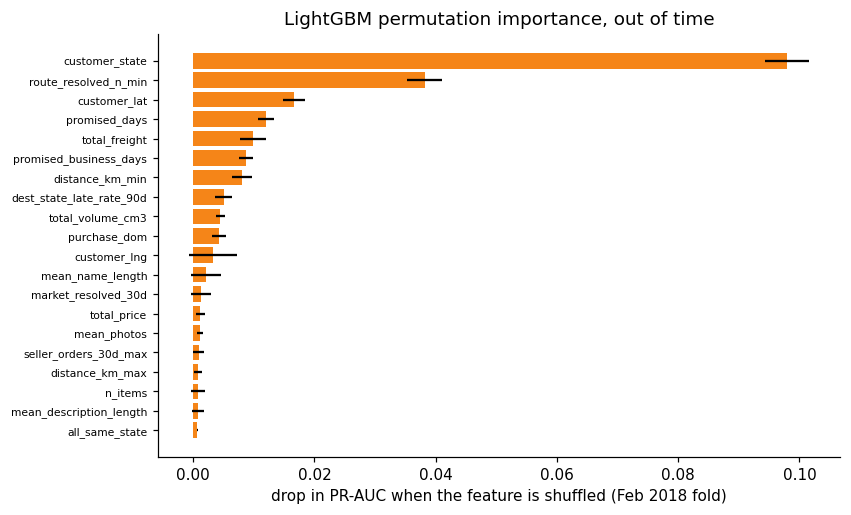 LightGBM permutation importance, out of time
customer_state
route_resolved_n_min
customer_lat
promised_days
total_freight
promised_business_days
distance_km_min
dest_state_late_rate_90d
total_volume_cm3
purchase_dom
customer_lng
mean_name_length
market_resolved_30d
total_price
mean_photos
seller_orders_30d_max
distance_km_max
n_items
mean_description_length
all_same_state
0.00 0.02 0.04 0.06 0.08 0.10
drop in PR-AUC when the feature is shuffled (Feb 2018 fold)